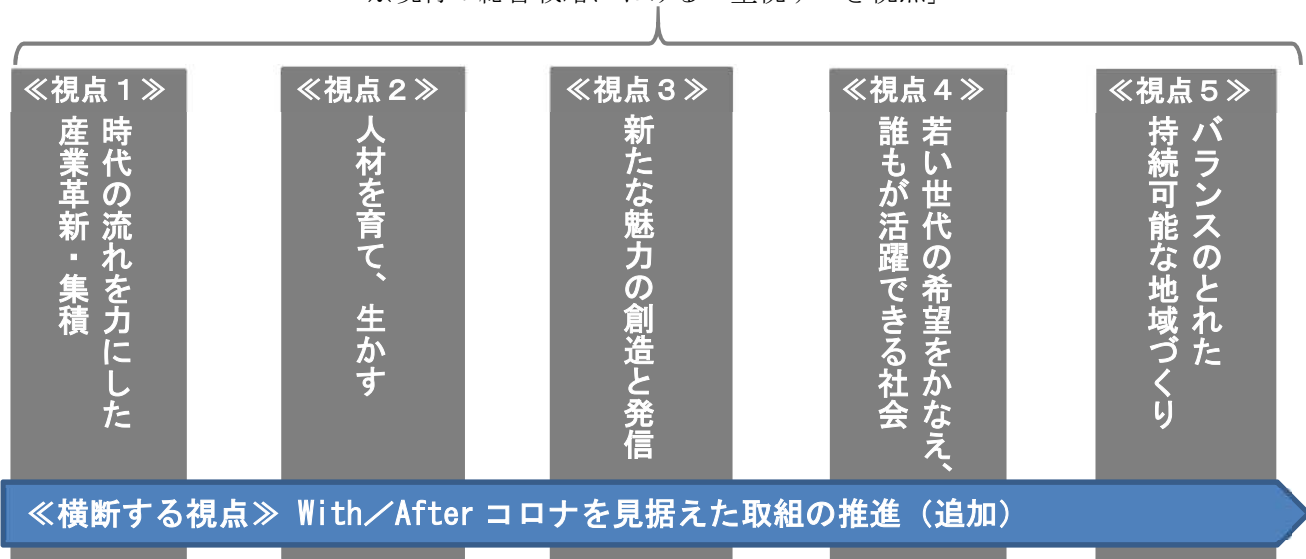 ≪視点１≫
時代の流れを力にした
産業革新・集積
≪視点２≫
人材を育て、生かす
≪視点３≫
新たな魅力の創造と発信
≪視点４≫
若い世代の希望をかなえ、
誰もが活躍できる社会
≪視点５≫
バランスのとれた
持続可能な地域づくり
≪横断する視点≫ With／After コロナを見据えた取組の推進（追加）